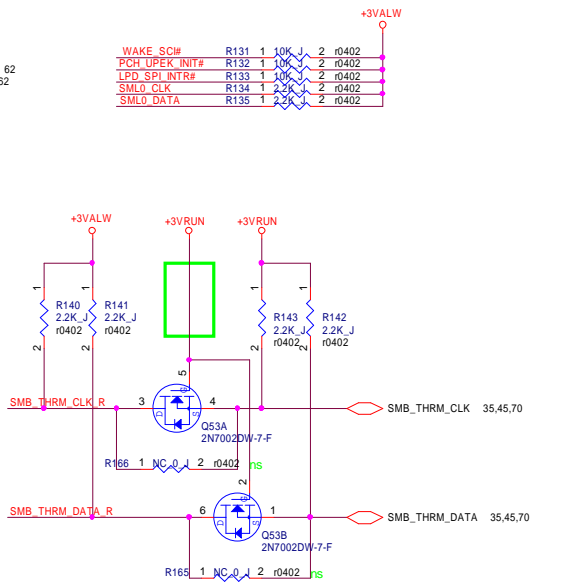 +3VALW
WAKE_SCI# R131 1 10K_J 2 r0402
62 PCH_UPEK_INIT# R132 1 10K_J 2 r0402
62 LPD_SPI_INTR# R133 1 10K_J 2 r0402
SML0_CLK R134 1 2.2K_J 2 r0402
SML0_DATA R135 1 2.2K_J 2 r0402
+3VALW +3VRUN +3VRUN
1 1 1 1
R140 R141 R143 R142
2.2K_J 2.2K_J 2.2K_J 2.2K_J
r0402 r0402 r0402 r0402
2 2 2 2
5
G
SMB_THRM_CLK_R 3 4 SMB_THRM_CLK 35,45,70
D S
Q53A
2N7002DW-7-F
R166 1 NC_0_J 2 r0402 ns
2
G
SMB_THRM_DATA_R 6 1 SMB_THRM_DATA 35,45,70
D S
Q53B
2N7002DW-7-F
R165 1 NC_0_J 2 r0402 ns